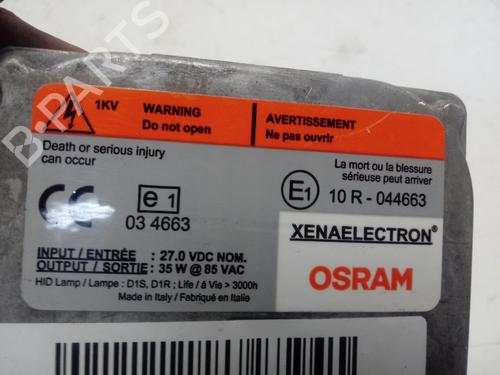 1KV
WARNING
Do not open
AVERTISSEMENT
Ne pas ouvrir
Death or serious injury
can occur
La mort ou la blessure
sérieuse peut arriver
CE
e 1
03 4663
E1
10 R - 044663
INPUT / ENTRÉE : 27.0 VDC NOM.
OUTPUT / SORTIE : 35 W @ 85 VAC
HID Lamp / Lampe : D1S, D1R ; Life / à Vie > 3000h
Made in Italy / Fabriqué en Italie
XENAELECTRON®
OSRAM
B-PARTS